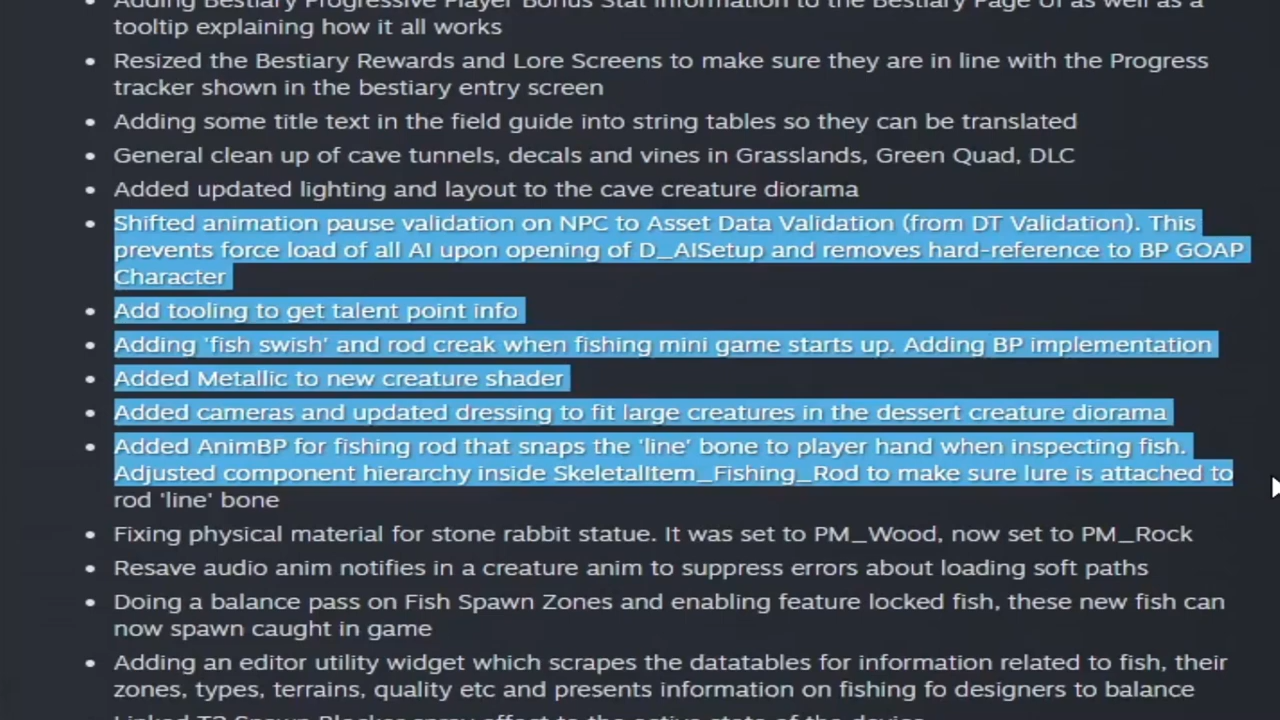 Adding Bestiary Progressive Player Bonus Stat information to the Bestiary Page UI as well as a
tooltip explaining how it all works
Resized the Bestiary Rewards and Lore Screens to make sure they are in line with the Progress
tracker shown in the bestiary entry screen
Adding some title text in the field guide into string tables so they can be translated
General clean up of cave tunnels, decals and vines in Grasslands, Green Quad, DLC
Added updated lighting and layout to the cave creature diorama
Shifted animation pause validation on NPC to Asset Data Validation (from DT Validation). This
prevents force load of all AI upon opening of D_AISetup and removes hard-reference to BP GOAP
Character
Add tooling to get talent point info
Adding 'fish swish' and rod creak when fishing mini game starts up. Adding BP implementation
Added Metallic to new creature shader
Added cameras and updated dressing to fit large creatures in the dessert creature diorama
Added AnimBP for fishing rod that snaps the 'line' bone to player hand when inspecting fish.
Adjusted component hierarchy inside SkeletalItem_Fishing_Rod to make sure lure is attached to
rod 'line' bone
Fixing physical material for stone rabbit statue. It was set to PM_Wood, now set to PM_Rock
Resave audio anim notifies in a creature anim to suppress errors about loading soft paths
Doing a balance pass on Fish Spawn Zones and enabling feature locked fish, these new fish can
now spawn caught in game
Adding an editor utility widget which scrapes the datatables for information related to fish, their
zones, types, terrains, quality etc and presents information on fishing fo designers to balance
Linked T3 Spawn Blocker spray effect to the active state of the device